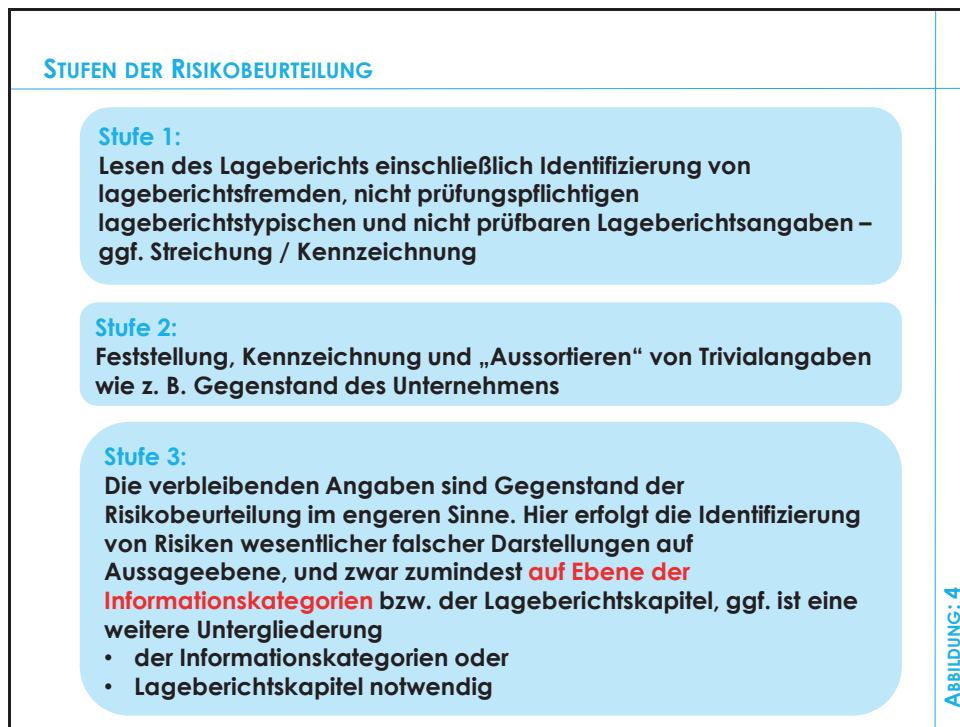 STUFEN DER RISIKOBEURTEILUNG
Stufe 1:
Lesen des Lageberichts einschließlich Identifizierung von
lageberichtsfremden, nicht prüfungspflichtigen
lageberichtstypischen und nicht prüfbaren Lageberichtsangaben –
ggf. Streichung / Kennzeichnung
Stufe 2:
Feststellung, Kennzeichnung und „Aussortieren“ von Trivialangaben
wie z. B. Gegenstand des Unternehmens
Stufe 3:
Die verbleibenden Angaben sind Gegenstand der
Risikobeurteilung im engeren Sinne. Hier erfolgt die Identifizierung
von Risiken wesentlicher falscher Darstellungen auf
Aussageebene, und zwar zumindest auf Ebene der
Informationskategorien bzw. der Lageberichtskapitel, ggf. ist eine
weitere Untergliederung
• der Informationskategorien oder
• Lageberichtskapitel notwendig
ABBILDUNG: 4